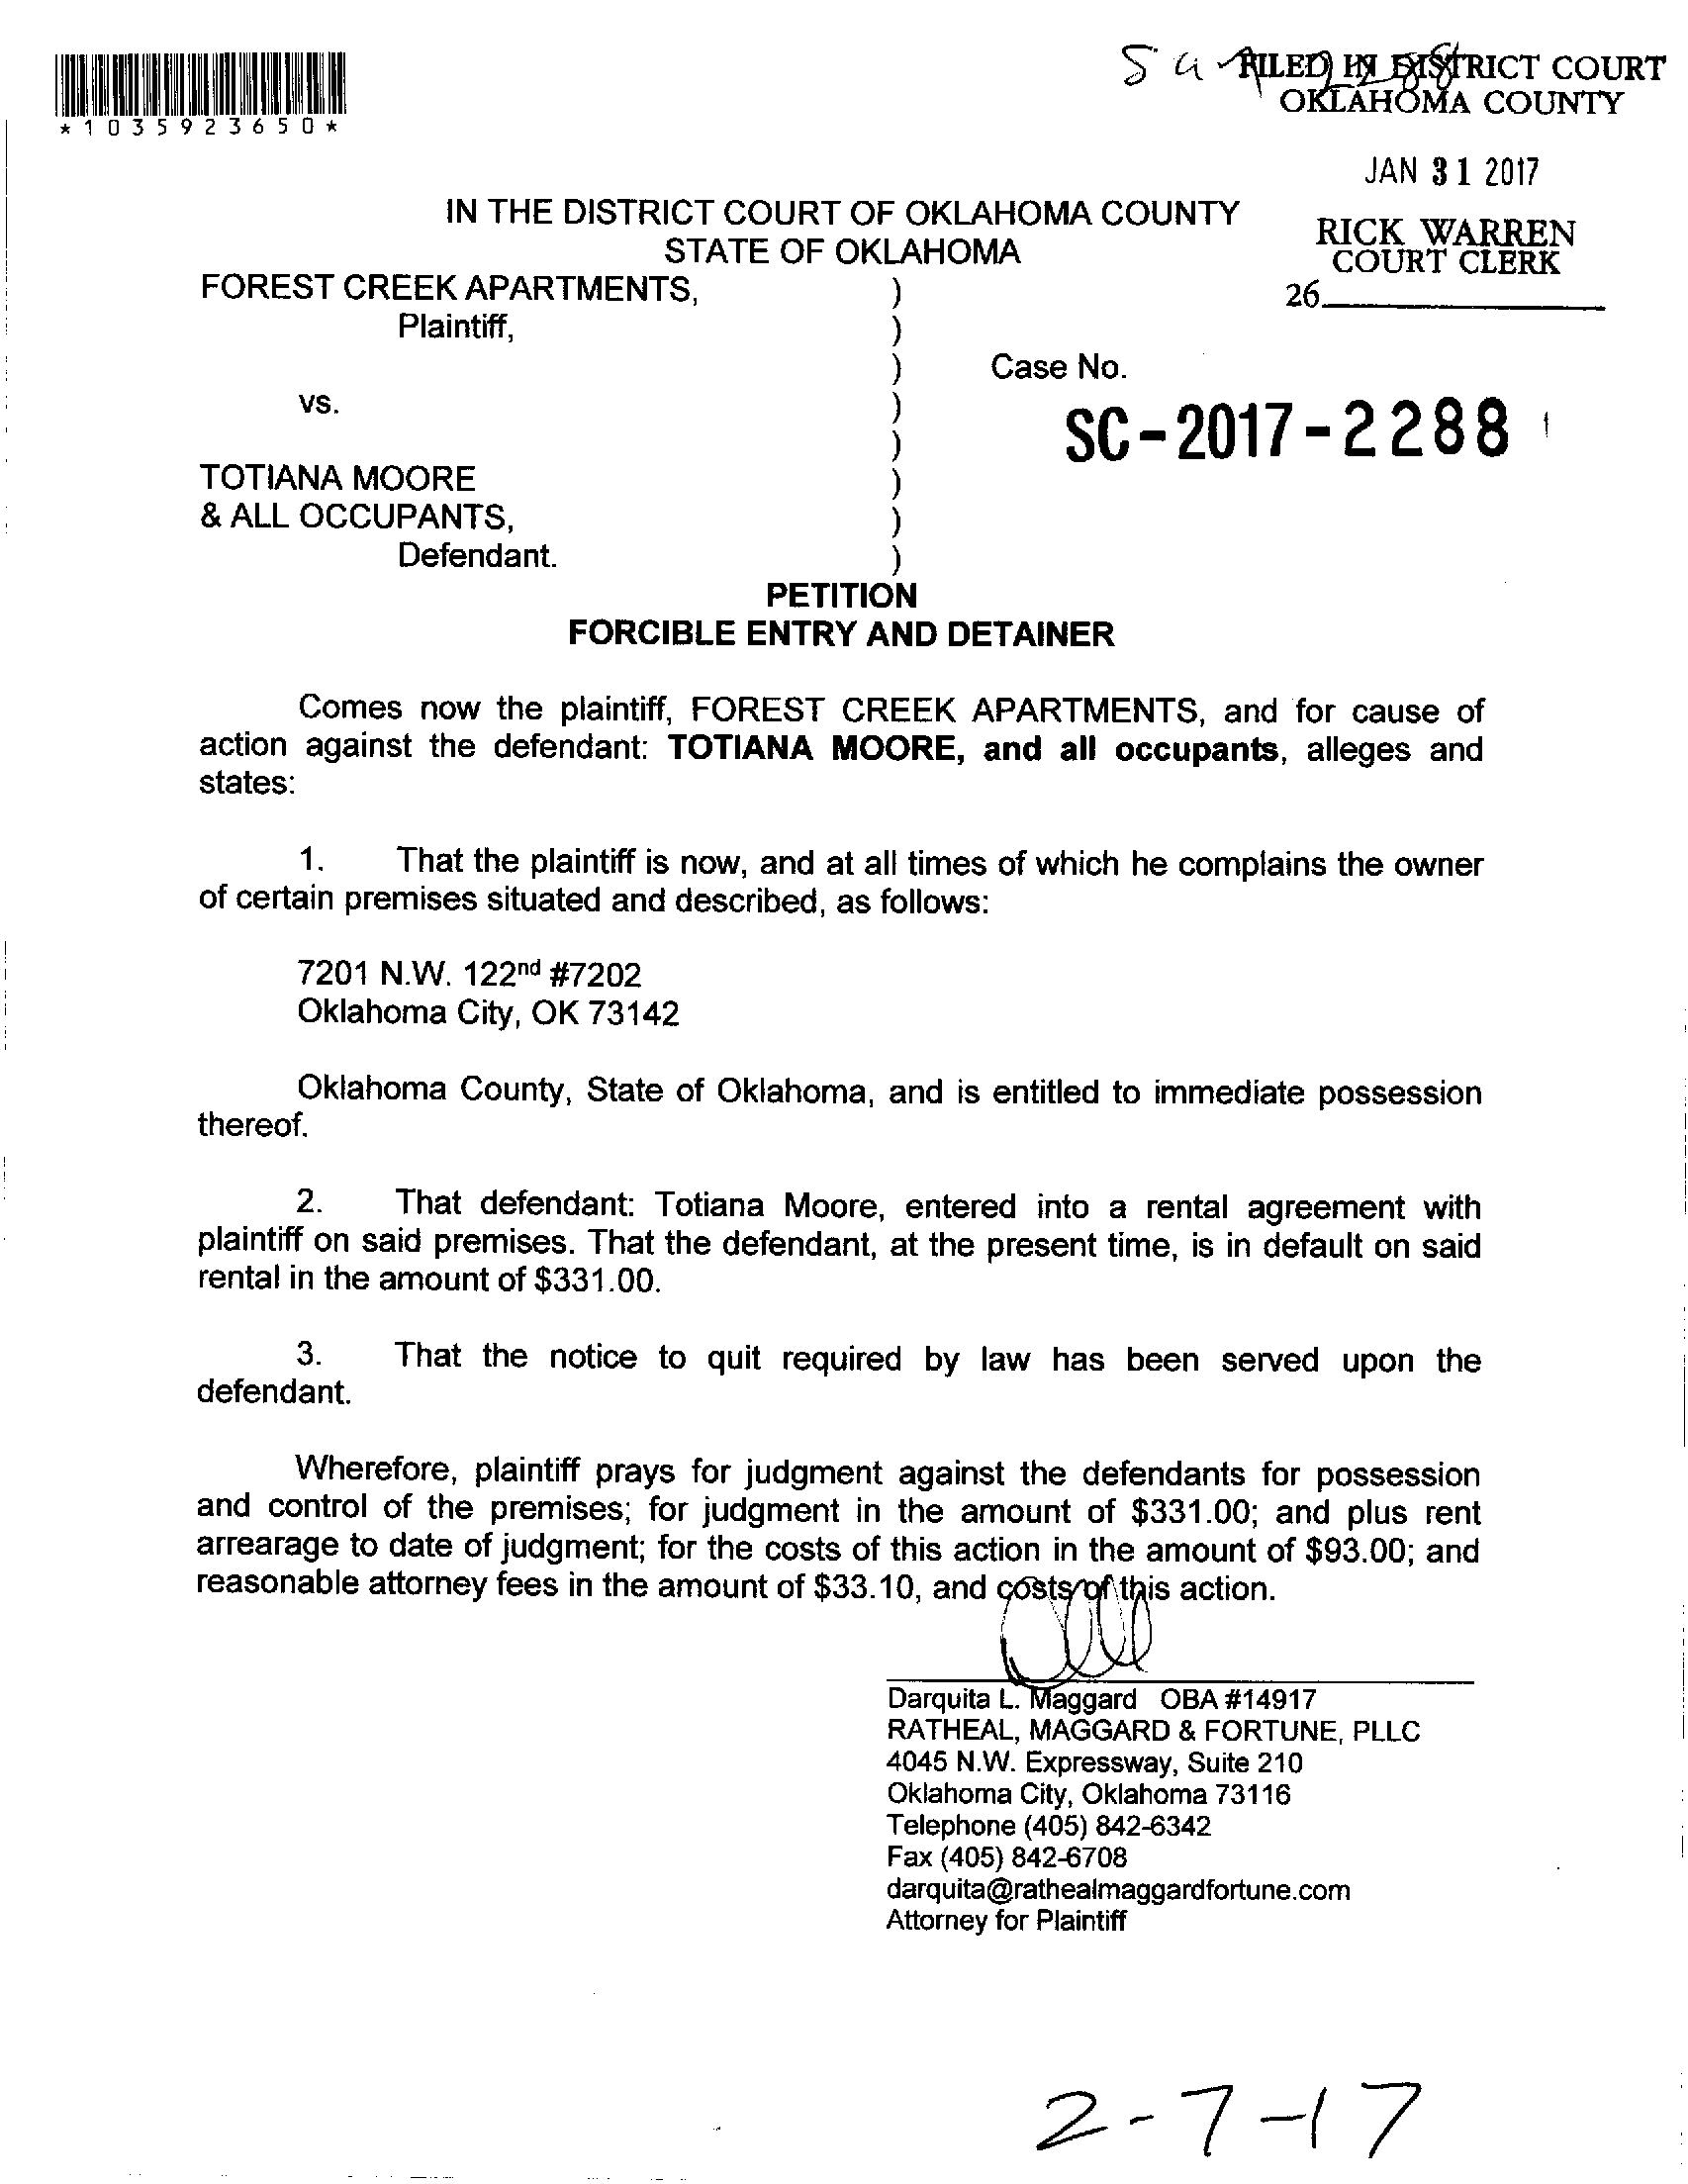 *1035923650*
FILED IN DISTRICT COURT
OKLAHOMA COUNTY
JAN 31 2017
RICK WARREN
COURT CLERK
26
IN THE DISTRICT COURT OF OKLAHOMA COUNTY
STATE OF OKLAHOMA
FOREST CREEK APARTMENTS, )
Plaintiff, )
) Case No.
vs. )
) SC-2017-2288
TOTIANA MOORE )
& ALL OCCUPANTS, )
Defendant. )
PETITION
FORCIBLE ENTRY AND DETAINER
Comes now the plaintiff, FOREST CREEK APARTMENTS, and for cause of
action against the defendant: TOTIANA MOORE, and all occupants, alleges and
states:
1. That the plaintiff is now, and at all times of which he complains the owner
of certain premises situated and described, as follows:
7201 N.W. 122nd #7202
Oklahoma City, OK 73142
Oklahoma County, State of Oklahoma, and is entitled to immediate possession
thereof.
2. That defendant: Totiana Moore, entered into a rental agreement with
plaintiff on said premises. That the defendant, at the present time, is in default on said
rental in the amount of $331.00.
3. That the notice to quit required by law has been served upon the
defendant.
Wherefore, plaintiff prays for judgment against the defendants for possession
and control of the premises; for judgment in the amount of $331.00; and plus rent
arrearage to date of judgment; for the costs of this action in the amount of $93.00; and
reasonable attorney fees in the amount of $33.10, and costs of this action.
Darquita L. Maggard OBA #14917
RATHEAL, MAGGARD & FORTUNE, PLLC
4045 N.W. Expressway, Suite 210
Oklahoma City, Oklahoma 73116
Telephone (405) 842-6342
Fax (405) 842-6708
darquita@rathealmaggardfortune.com
Attorney for Plaintiff
2-7-17